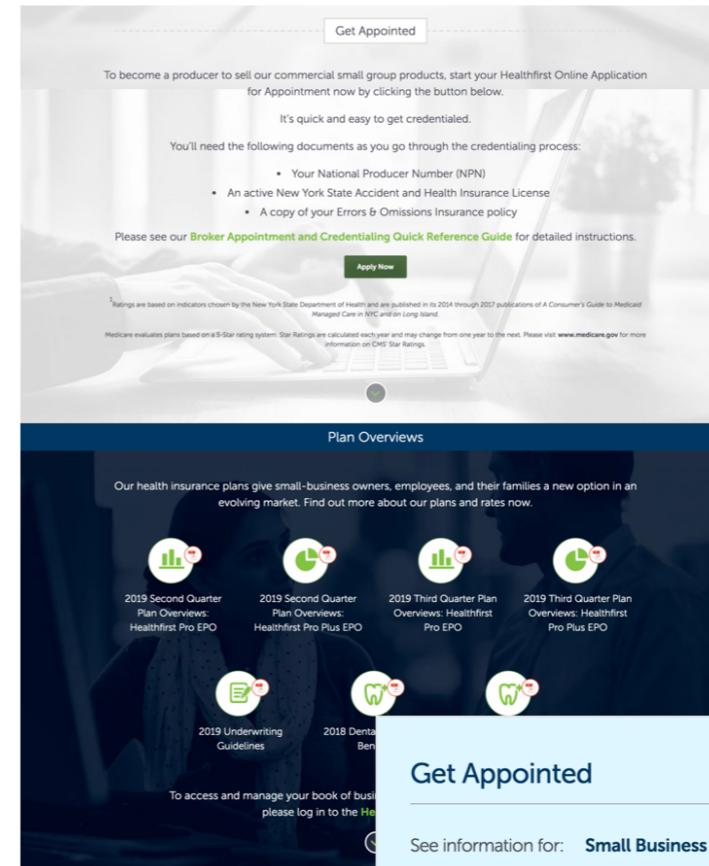 Get Appointed
To become a producer to sell our commercial small group products, start your Healthfirst Online Application
for Appointment now by clicking the button below.
It's quick and easy to get credentialed.
You'll need the following documents as you go through the credentialing process:
• Your National Producer Number (NPN)
• An active New York State Accident and Health Insurance License
• A copy of your Errors & Omissions Insurance policy
Please see our Broker Appointment and Credentialing Quick Reference Guide for detailed instructions.
Apply Now
Ratings are based on indicators chosen by the New York State Department of Health and are published in its 2014 through 2017 publications of A Consumer's Guide to Medicaid
Managed Care in NYC and on Long Island.
Medicare evaluates plans based on a 5-Star rating system. Star Ratings are calculated each year and may change from one year to the next. Please visit www.medicare.gov for more
information on CMS' Star Ratings.
Plan Overviews
Our health insurance plans give small-business owners, employees, and their families a new option in an
evolving market. Find out more about our plans and rates now.
2019 Second Quarter
Plan Overviews:
Healthfirst Pro EPO
2019 Second Quarter
Plan Overviews:
Healthfirst Pro Plus EPO
2019 Third Quarter Plan
Overviews: Healthfirst
Pro EPO
2019 Third Quarter Plan
Overviews: Healthfirst
Pro Plus EPO
2019 Underwriting
Guidelines
2018 Denta
Ben
To access and manage your book of busi
please log in to the He
Get Appointed
See information for: Small Business